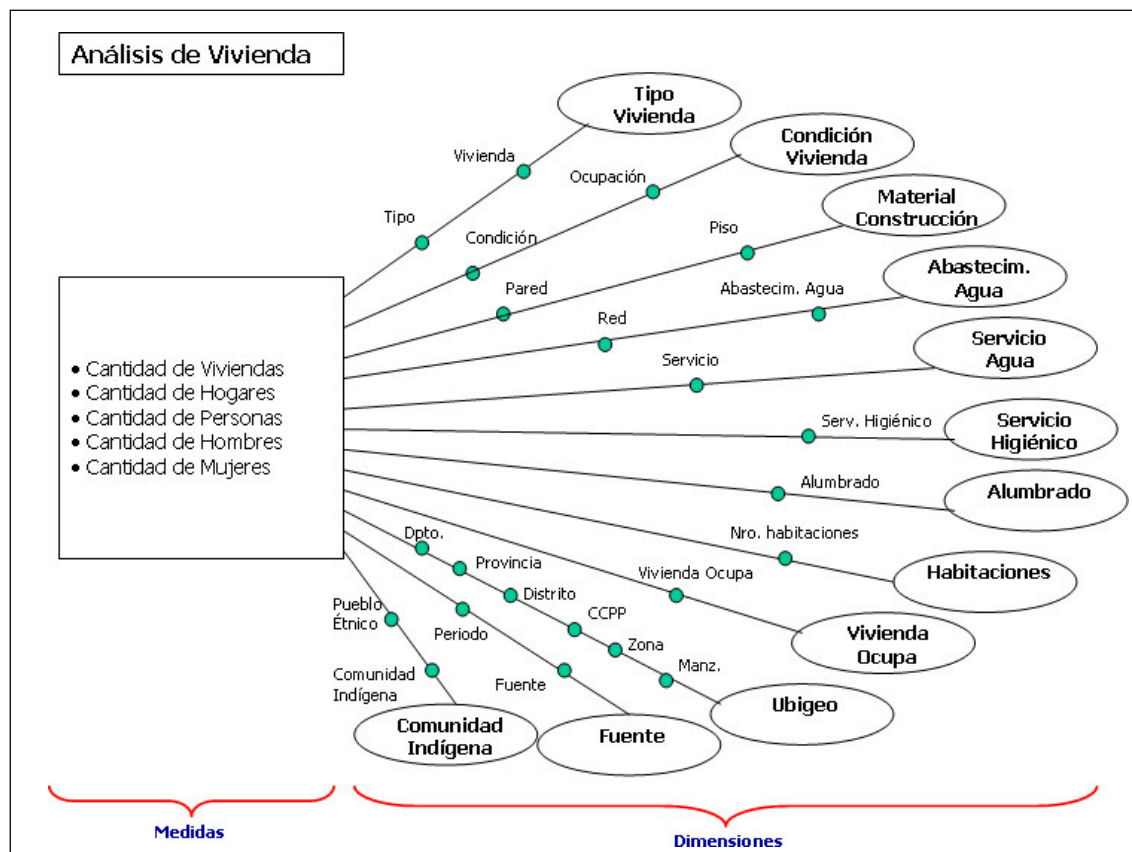 Análisis de Vivienda
Tipo
Vivienda
Condición
Vivienda
Vivienda
Ocupación
Material
Construcción
Tipo
Condición
Piso
Abastecim.
Agua
Pared
Abastecim. Agua
Red
Servicio
Agua
Servicio
• Cantidad de Viviendas
• Cantidad de Hogares
• Cantidad de Personas
• Cantidad de Hombres
• Cantidad de Mujeres
Serv. Higiénico
Servicio
Higiénico
Alumbrado
Alumbrado
Nro. habitaciones
Habitaciones
Dpto.
Provincia
Distrito
CCPP
Zona
Manz.
Vivienda Ocupa
Vivienda
Ocupa
Pueblo
Étnico
Periodo
Comunidad
Indígena
Fuente
Ubigeo
Comunidad
Indígena
Fuente
Medidas
Dimensiones